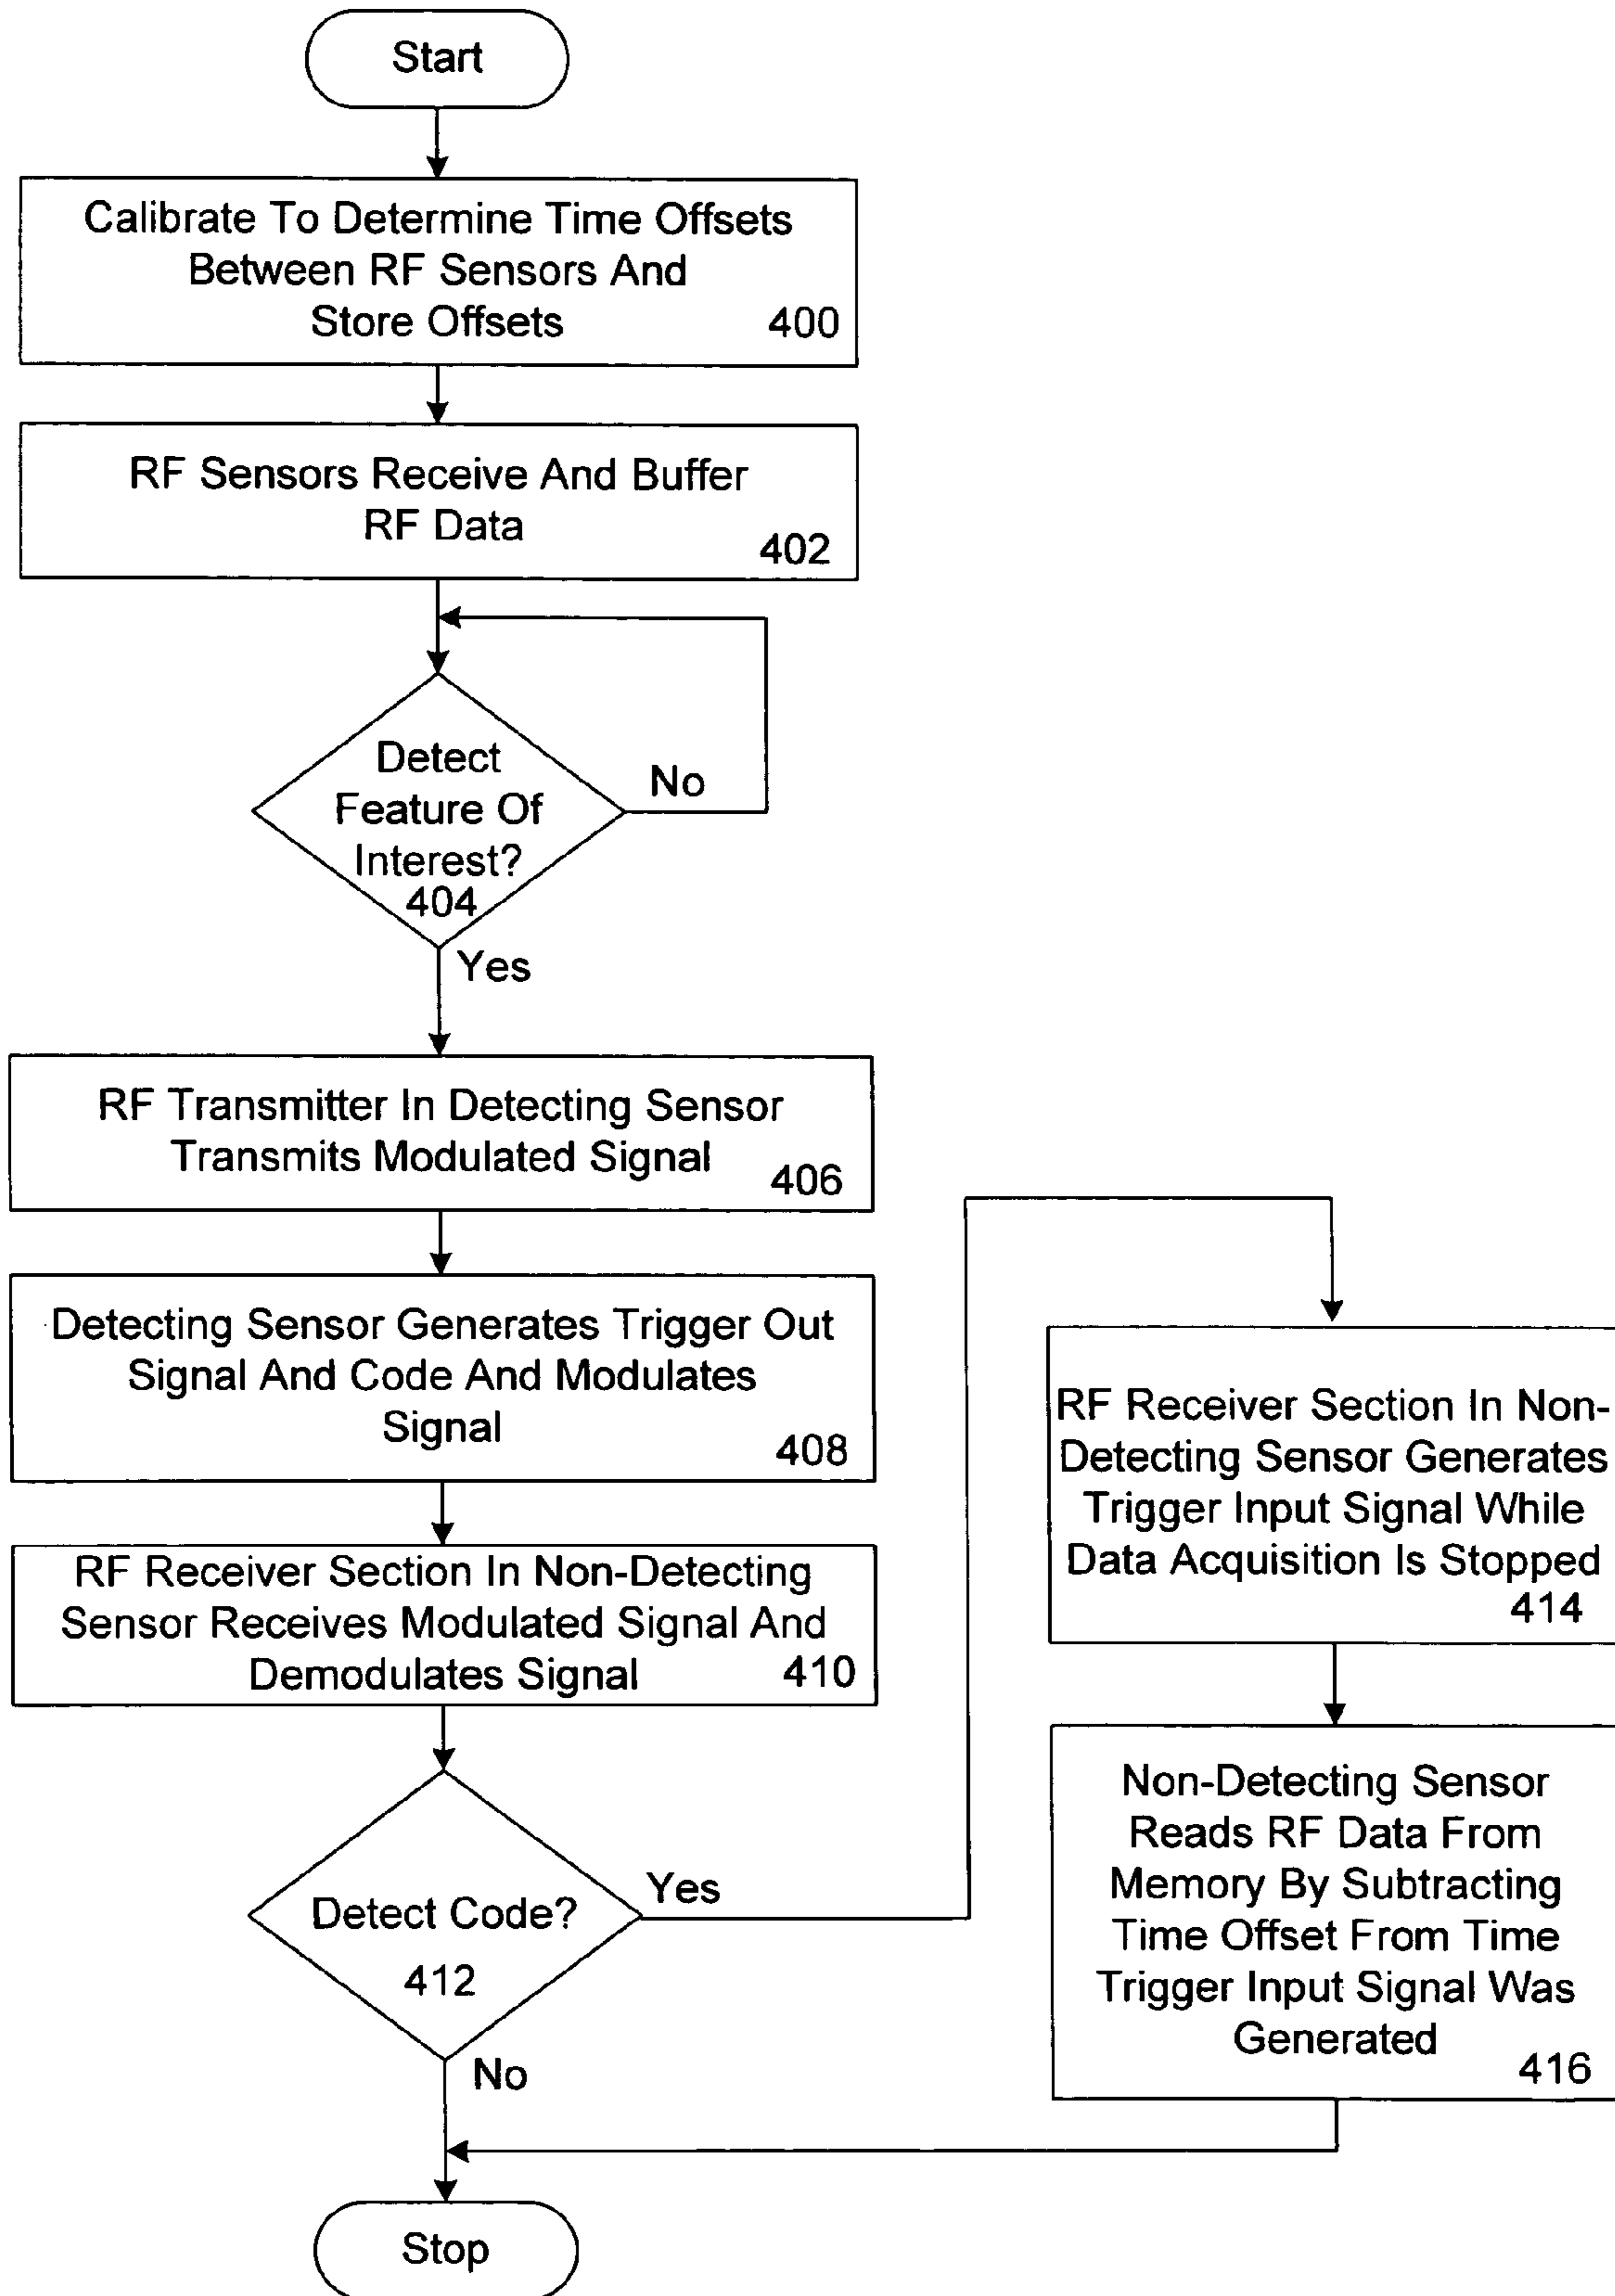 Start
Calibrate To Determine Time Offsets
Between RF Sensors And
Store Offsets 400
RF Sensors Receive And Buffer
RF Data
402
Detect
Feature Of
Interest?
404
No
Yes
RF Transmitter In Detecting Sensor
Transmits Modulated Signal
406
Detecting Sensor Generates Trigger Out
Signal And Code And Modulates
Signal
408
RF Receiver Section In Non-Detecting
Sensor Receives Modulated Signal And
Demodulates Signal 410
Detect Code?
412
Yes
No
RF Receiver Section In Non-
Detecting Sensor Generates
Trigger Input Signal While
Data Acquisition Is Stopped
414
Non-Detecting Sensor
Reads RF Data From
Memory By Subtracting
Time Offset From Time
Trigger Input Signal Was
Generated
416
Stop